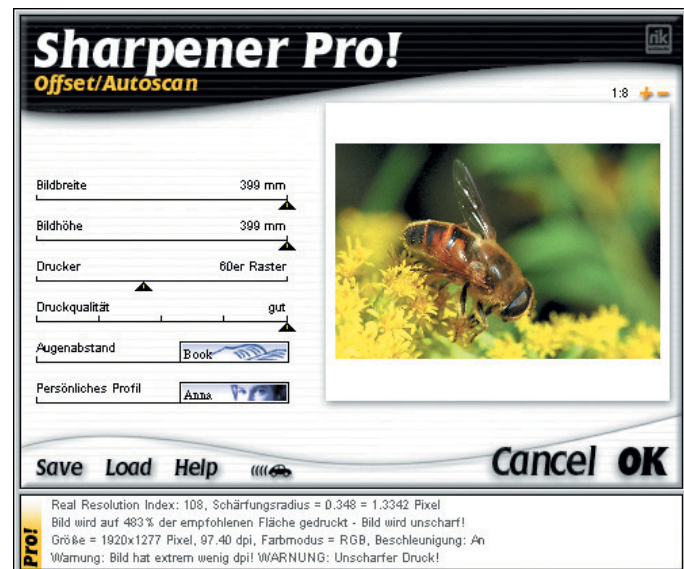 Sharpener Pro!
Offset/Autoscan
nik
1:8
Bildbreite 399 mm
Bildhöhe 399 mm
Drucker 60er Raster
Druckqualität gut
Augenabstand Book
Persönliches Profil Anna
Save Load Help Cancel OK
Pro!
Real Resolution Index: 108, Schärfungsradius = 0.348 = 1.3342 Pixel
Bild wird auf 483% der empfohlenen Fläche gedruckt - Bild wird unscharf!
Größe = 1920x1277 Pixel, 97.40 dpi, Farbmodus = RGB, Beschleunigung: An
Warnung: Bild hat extrem wenig dpi! WARNUNG: Unscharfer Druck!